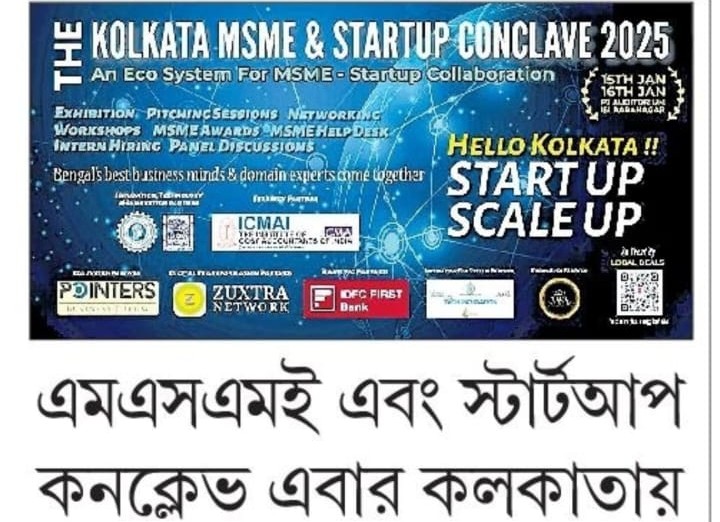 THE KOLKATA MSME & STARTUP CONCLAVE 2025
An Eco System For MSME - Startup Collaboration
15TH JAN
16TH JAN
EXHIBITION PITCHING SESSIONS NETWORKING
WORKSHOPS MSME AWARDS MSME HELP DESK
INTERN HIRING PANEL DISCUSSIONS
HELLO KOLKATA !!
START UP
SCALE UP
Bengal's best business minds & domain experts come together
ICMAI
THE INSTITUTE OF
COST ACCOUNTANTS OF INDIA
CMA
LOCAL DEALS
POINTERS
ZUXTRA
NETWORK
IDFC FIRST
Bank
এমএসএমই এবং স্টার্টআপ
কনক্লেভ এবার কলকাতায়